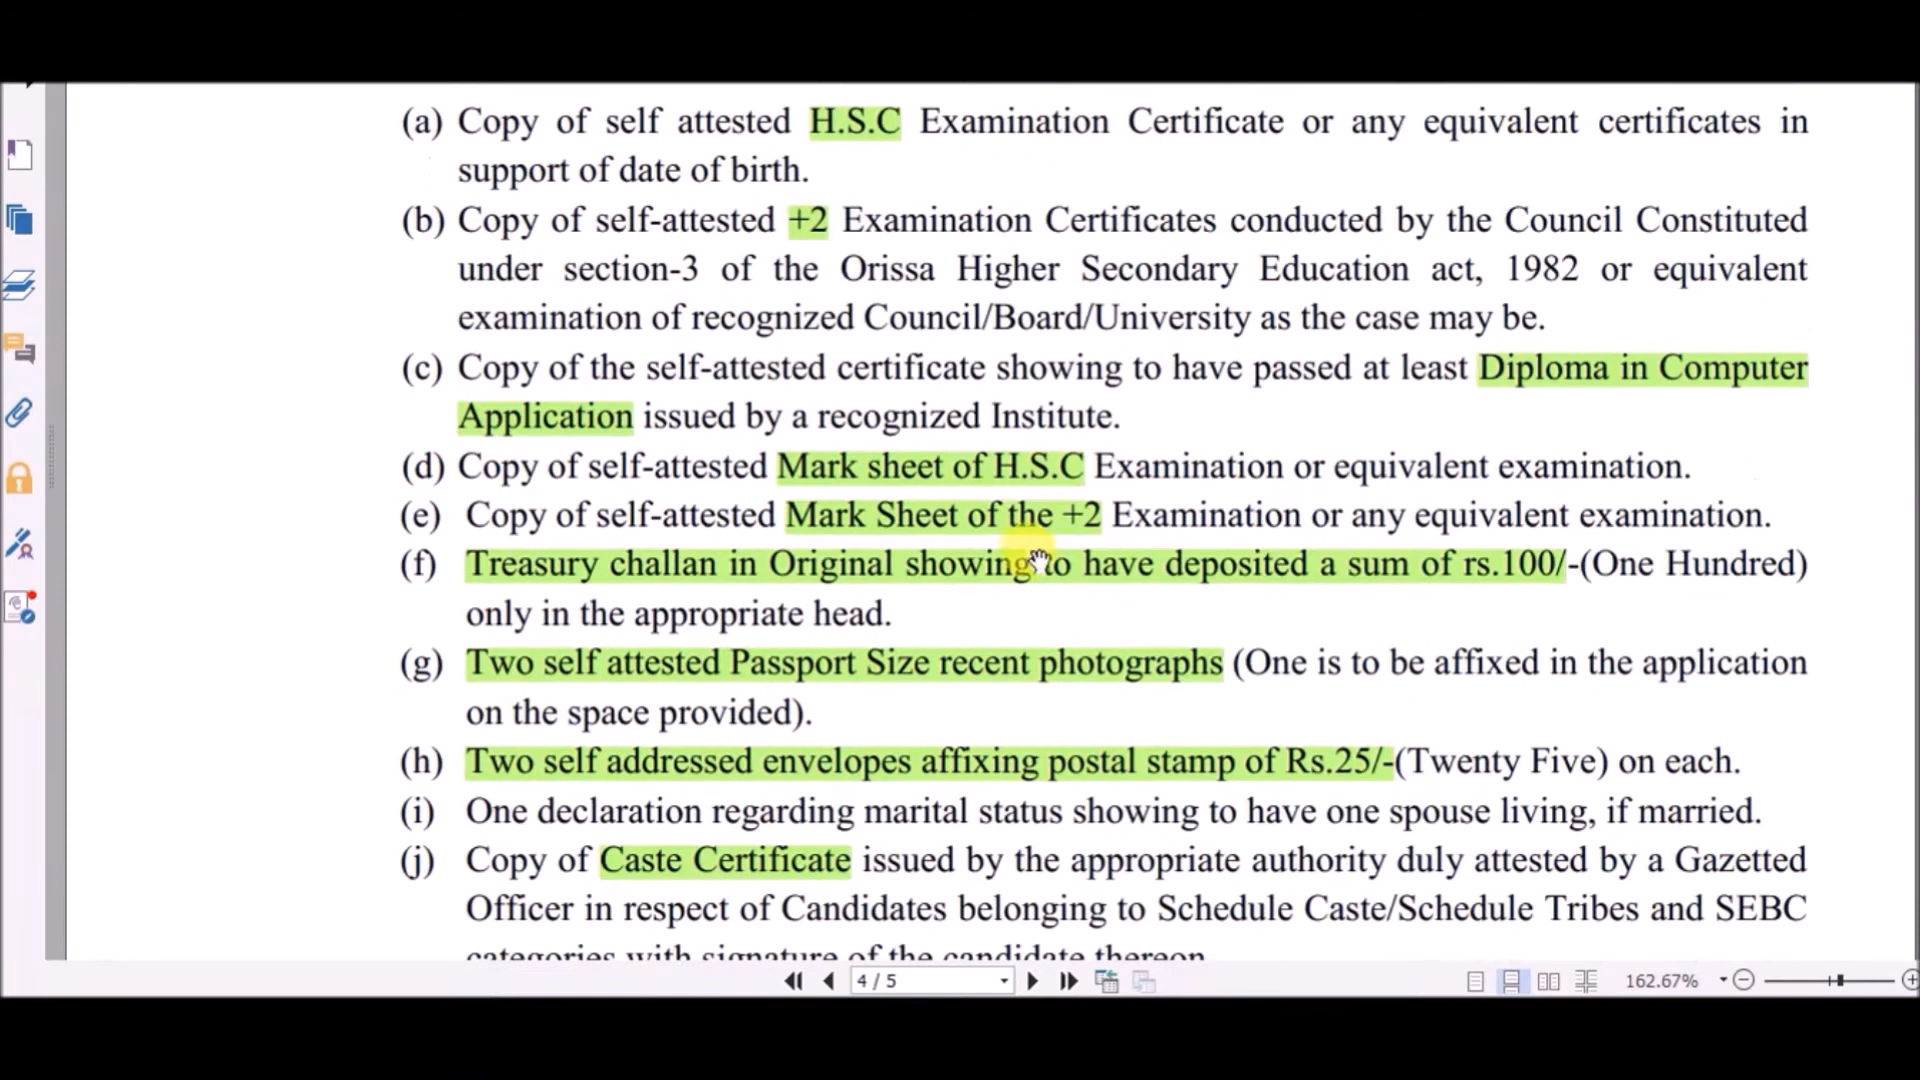 (a) Copy of self attested H.S.C Examination Certificate or any equivalent certificates in
support of date of birth.
(b) Copy of self-attested +2 Examination Certificates conducted by the Council Constituted
under section-3 of the Orissa Higher Secondary Education act, 1982 or equivalent
examination of recognized Council/Board/University as the case may be.
(c) Copy of the self-attested certificate showing to have passed at least Diploma in Computer
Application issued by a recognized Institute.
(d) Copy of self-attested Mark sheet of H.S.C Examination or equivalent examination.
(e) Copy of self-attested Mark Sheet of the +2 Examination or any equivalent examination.
(f) Treasury challan in Original showing to have deposited a sum of rs.100/-(One Hundred)
only in the appropriate head.
(g) Two self attested Passport Size recent photographs (One is to be affixed in the application
on the space provided).
(h) Two self addressed envelopes affixing postal stamp of Rs.25/-(Twenty Five) on each.
(i) One declaration regarding marital status showing to have one spouse living, if married.
(j) Copy of Caste Certificate issued by the appropriate authority duly attested by a Gazetted
Officer in respect of Candidates belonging to Schedule Caste/Schedule Tribes and SEBC
categories with signature of the candidate thereon
4 / 5
162.67%